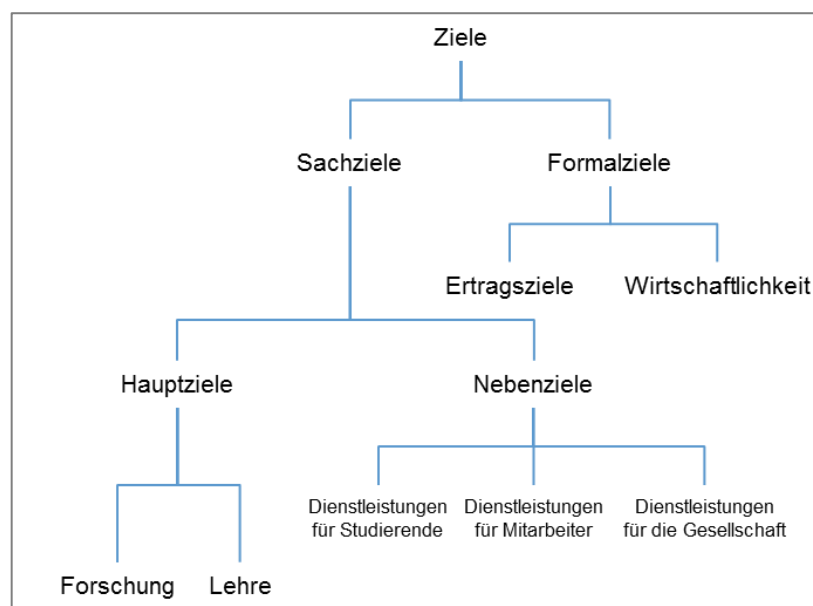 Ziele
Sachziele
Formalziele
Ertragsziele
Wirtschaftlichkeit
Hauptziele
Nebenziele
Dienstleistungen
für Studierende
Dienstleistungen
für Mitarbeiter
Dienstleistungen
für die Gesellschaft
Forschung
Lehre